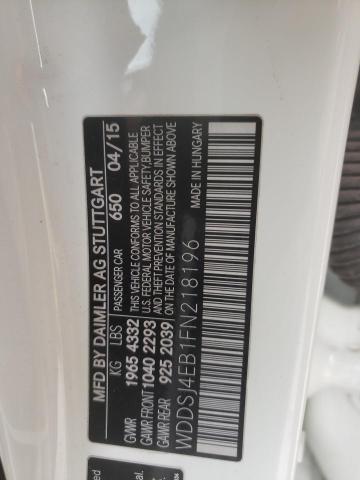 MFD BY DAIMLER AG STUTTGART
PASSENGER CAR 650 04/15
KG LBS
GVWR 1965 4332
GAWR FRONT 1040 2293
GAWR REAR 925 2039
THIS VEHICLE CONFORMS TO ALL APPLICABLE
U.S. FEDERAL MOTOR VEHICLE SAFETY, BUMPER
AND THEFT PREVENTION STANDARDS IN EFFECT
ON THE DATE OF MANUFACTURE SHOWN ABOVE
MADE IN HUNGARY
WDDSJ4EB1FN218196